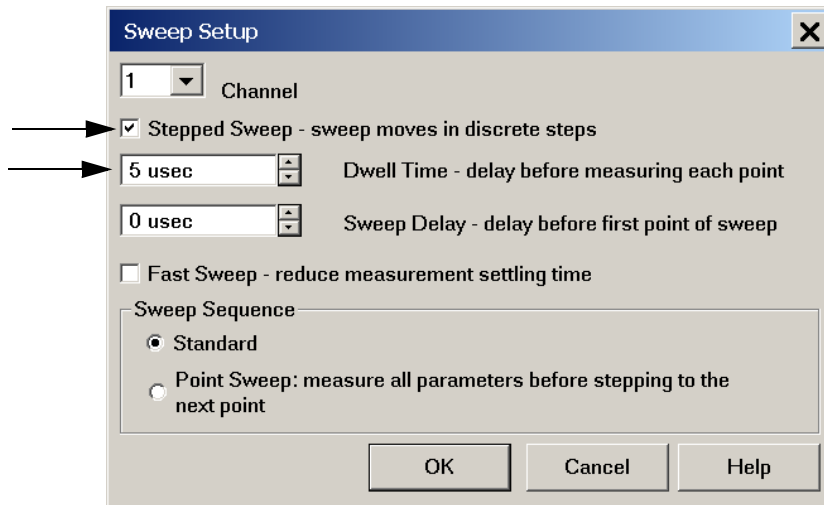 Sweep Setup
1 Channel
Stepped Sweep - sweep moves in discrete steps
5 usec Dwell Time - delay before measuring each point
0 usec Sweep Delay - delay before first point of sweep
Fast Sweep - reduce measurement settling time
Sweep Sequence
Standard
Point Sweep: measure all parameters before stepping to the
next point
OK Cancel Help